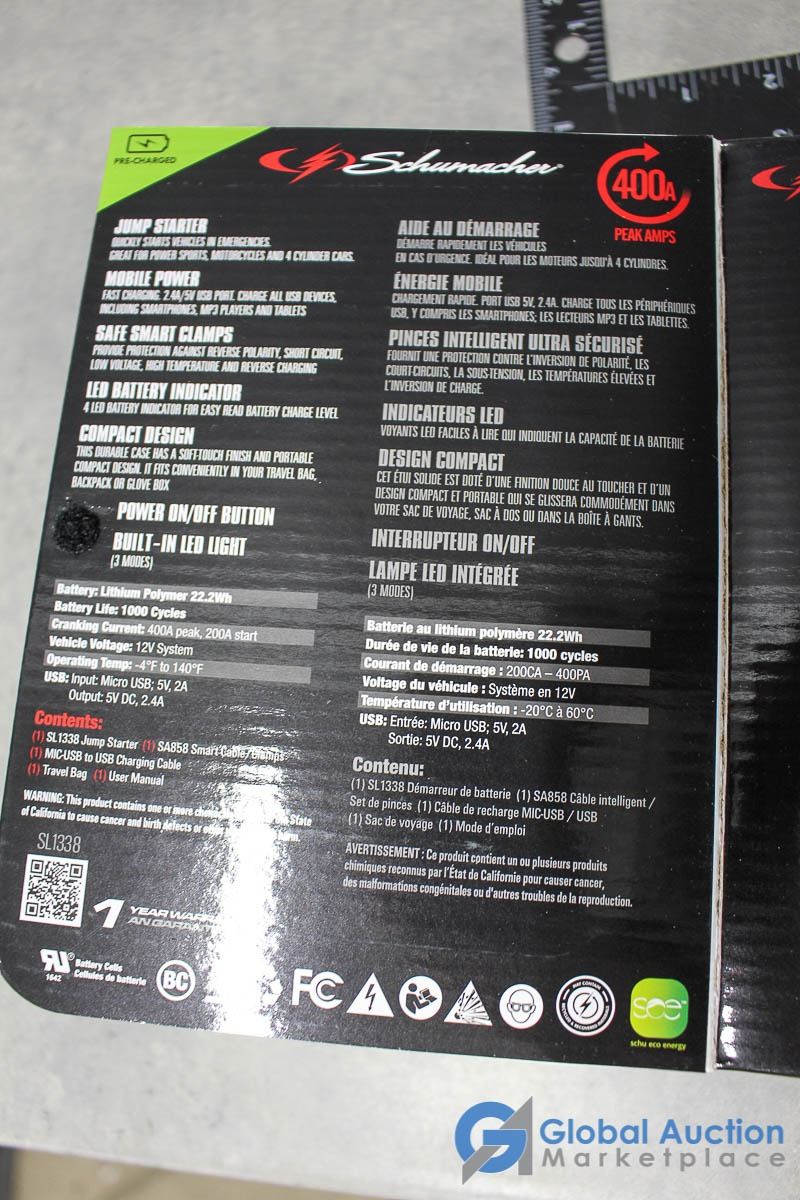 PRE-CHARGED
Schumacher
400A
PEAK AMPS
JUMP STARTER
QUICKLY STARTS VEHICLES IN EMERGENCIES.
GREAT FOR POWER SPORTS, MOTORCYCLES AND 4 CYLINDER CARS.
MOBILE POWER
FAST CHARGING. 2.4A/5V USB PORT. CHARGE ALL USB DEVICES,
INCLUDING SMARTPHONES, MP3 PLAYERS AND TABLETS
SAFE SMART CLAMPS
PROVIDE PROTECTION AGAINST REVERSE POLARITY, SHORT CIRCUIT,
LOW VOLTAGE, HIGH TEMPERATURE AND REVERSE CHARGING
LED BATTERY INDICATOR
4 LED BATTERY INDICATOR FOR EASY READ BATTERY CHARGE LEVEL
COMPACT DESIGN
THIS DURABLE CASE HAS A SOFT-TOUCH FINISH AND PORTABLE
COMPACT DESIGN. IT FITS CONVENIENTLY IN YOUR TRAVEL BAG,
BACKPACK OR GLOVE BOX
POWER ON/OFF BUTTON
BUILT-IN LED LIGHT
(3 MODES)
Battery: Lithium Polymer 22.2Wh
Battery Life: 1000 Cycles
Cranking Current: 400A peak, 200A start
Vehicle Voltage: 12V System
Operating Temp: -4°F to 140°F
USB: Input: Micro USB; 5V, 2A
Output: 5V DC, 2.4A
Contents:
(1) SL1338 Jump Starter (1) SA858 Smart Cable/Clamps
(1) MIC-USB to USB Charging Cable
(1) Travel Bag (1) User Manual
WARNING: This product contains one or more State
of California to cause cancer and birth defects or harm.
SL1338
1 YEAR
AN
Battery Cells
Cellules de batterie
1642
BC
AIDE AU DÉMARRAGE
DÉMARRE RAPIDEMENT LES VÉHICULES
EN CAS D'URGENCE. IDÉAL POUR LES MOTEURS JUSQU'À 4 CYLINDRES.
ÉNERGIE MOBILE
CHARGEMENT RAPIDE. PORT USB 5V, 2.4A. CHARGE TOUS LES PÉRIPHÉRIQUES
USB, Y COMPRIS LES SMARTPHONES; LES LECTEURS MP3 ET LES TABLETTES.
PINCES INTELLIGENT ULTRA SÉCURISÉ
FOURNIT UNE PROTECTION CONTRE L'INVERSION DE POLARITÉ, LES
COURT-CIRCUITS, LA SOUS-TENSION, LES TEMPÉRATURES ÉLEVÉES ET
L'INVERSION DE CHARGE.
INDICATEURS LED
VOYANTS LED FACILES À LIRE QUI INDIQUENT LA CAPACITÉ DE LA BATTERIE
DESIGN COMPACT
CET ÉTUI SOLIDE EST DOTÉ D'UNE FINITION DOUCE AU TOUCHER ET D'UN
DESIGN COMPACT ET PORTABLE QUI SE GLISSERA COMMODÉMENT DANS
VOTRE SAC DE VOYAGE, SAC À DOS OU DANS LA BOÎTE À GANTS.
INTERRUPTEUR ON/OFF
LAMPE LED INTÉGRÉE
(3 MODES)
Batterie au lithium polymère 22.2Wh
Durée de vie de la batterie: 1000 cycles
Courant de démarrage : 200CA – 400PA
Voltage du véhicule : Système en 12V
Température d'utilisation : -20°C à 60°C
USB: Entrée: Micro USB; 5V, 2A
Sortie: 5V DC, 2.4A
Contenu:
(1) SL1338 Démarreur de batterie (1) SA858 Câble intelligent /
Set de pinces (1) Câble de recharge MIC-USB / USB
(1) Sac de voyage (1) Mode d'emploi
AVERTISSEMENT : Ce produit contient un ou plusieurs produits
chimiques reconnus par l'État de Californie pour causer cancer,
des malformations congénitales ou d'autres troubles de la reproduction.
FC
see™
schu eco energy
Global Auction
Marketplace